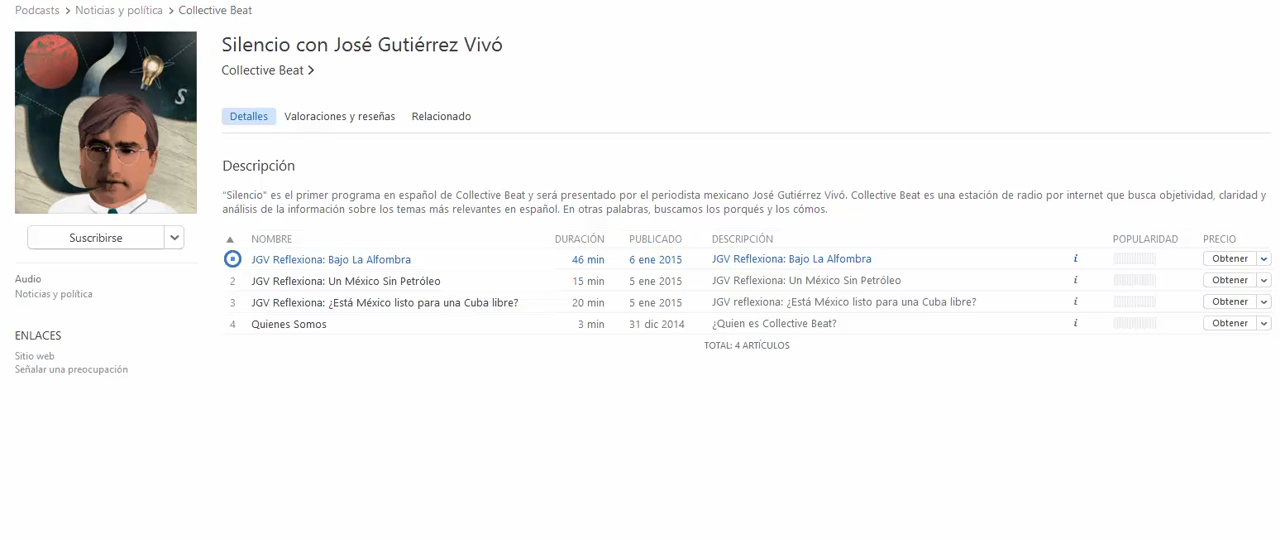 Podcasts > Noticias y política > Collective Beat
Silencio con José Gutiérrez Vivó
Collective Beat >
S
Detalles Valoraciones y reseñas Relacionado
Descripción
"Silencio" es el primer programa en español de Collective Beat y será presentado por el periodista mexicano José Gutiérrez Vivó. Collective Beat es una estación de radio por internet que busca objetividad, claridad y
análisis de la información sobre los temas más relevantes en español. En otras palabras, buscamos los porqués y los cómos.
Suscribirse
NOMBRE DURACIÓN PUBLICADO DESCRIPCIÓN POPULARIDAD PRECIO
JGV Reflexiona: Bajo La Alfombra 46 min 6 ene 2015 JGV Reflexiona: Bajo La Alfombra i Obtener
2 JGV Reflexiona: Un México Sin Petróleo 15 min 5 ene 2015 JGV Reflexiona: Un México Sin Petróleo i Obtener
3 JGV Reflexiona: ¿Está México listo para una Cuba libre? 20 min 5 ene 2015 JGV reflexiona: ¿Está México listo para una Cuba libre? i Obtener
4 Quienes Somos 3 min 31 dic 2014 ¿Quien es Collective Beat? i Obtener
TOTAL: 4 ARTÍCULOS
Audio
Noticias y política
ENLACES
Sitio web
Señalar una preocupación